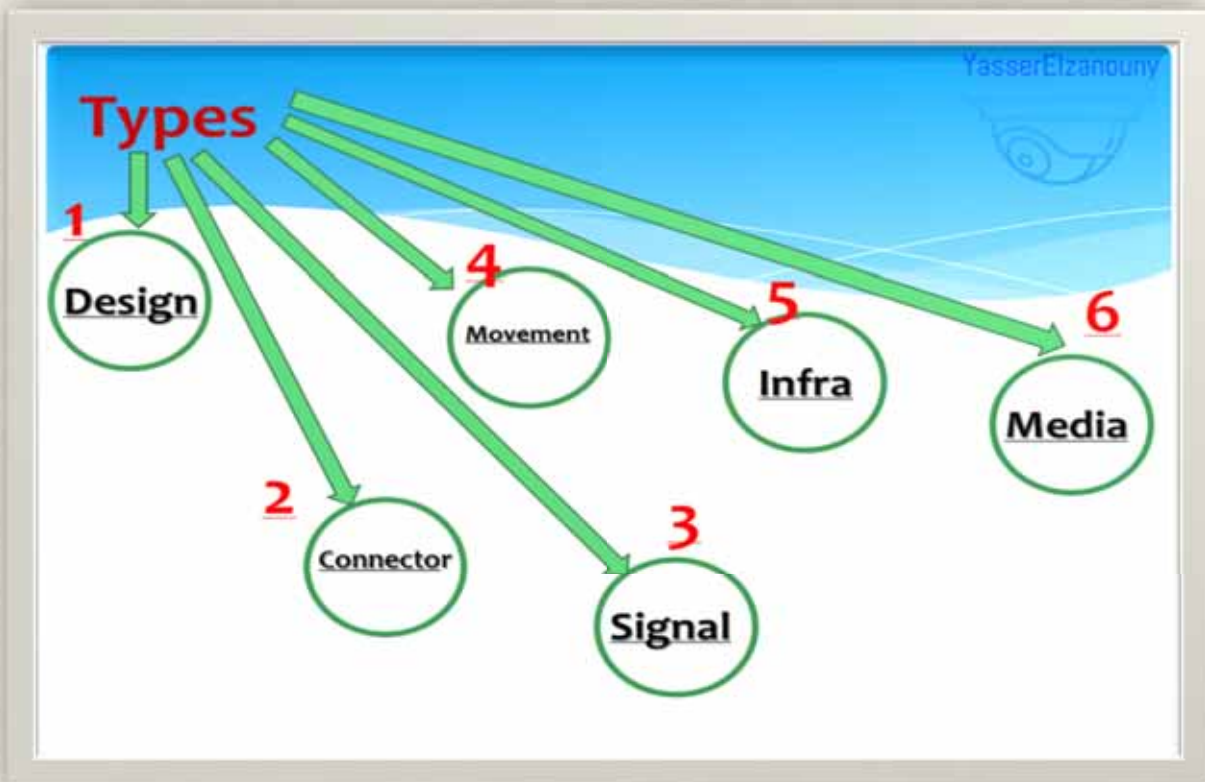 YasserElzanouny
Types
1
Design
2
Connector
3
Signal
4
Movement
5
Infra
6
Media